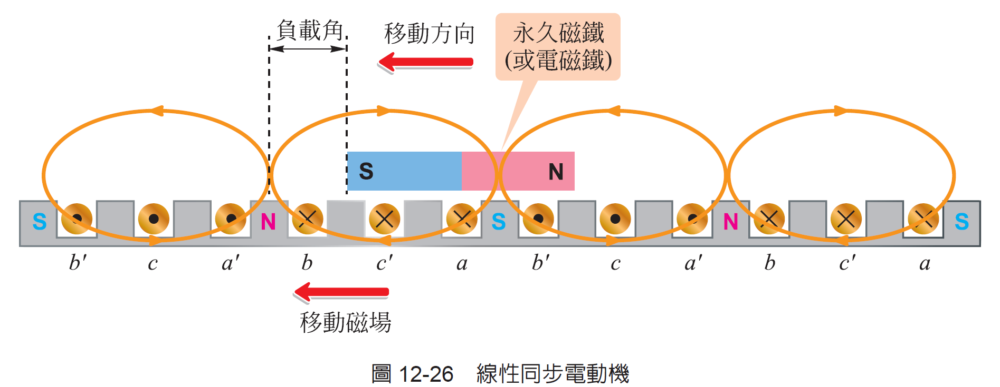 負載角
移動方向
永久磁鐵
(或電磁鐵)
S N
S N S N S
b′ c a′ b c′ a b′ c a′ b c′ a
移動磁場
圖 12-26 線性同步電動機